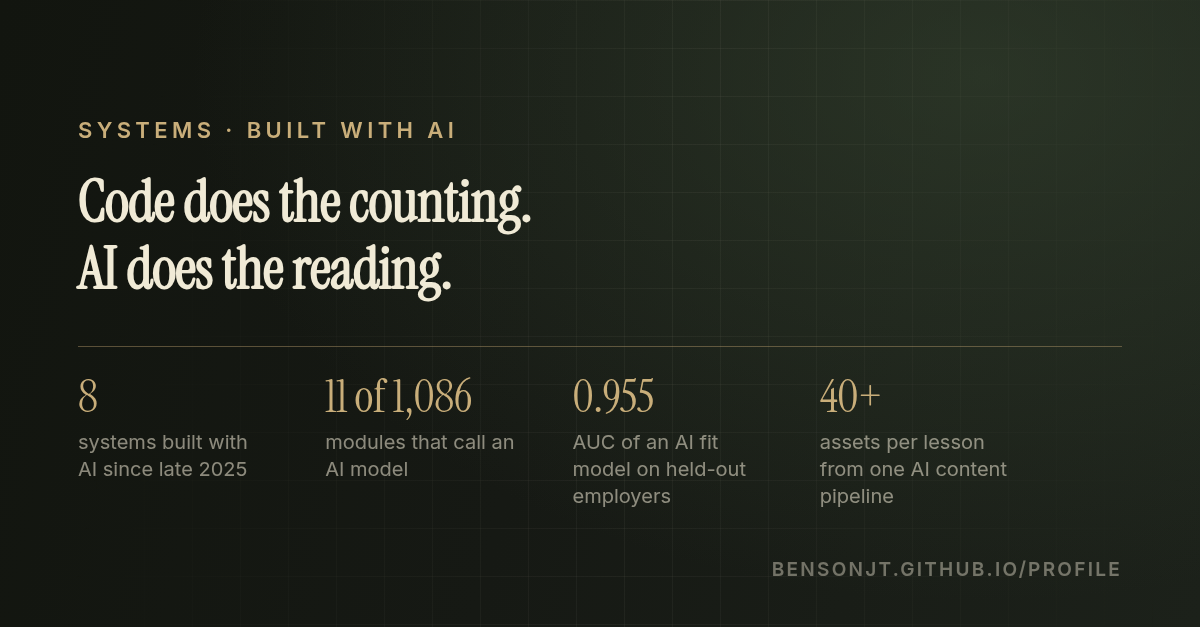 SYSTEMS · BUILT WITH AI
Code does the counting.
AI does the reading.
8
systems built with
AI since late 2025
11 of 1,086
modules that call an
AI model
0.955
AUC of an AI fit
model on held-out
employers
40+
assets per lesson
from one AI content
pipeline
BENSONJT.GITHUB.IO/PROFILE